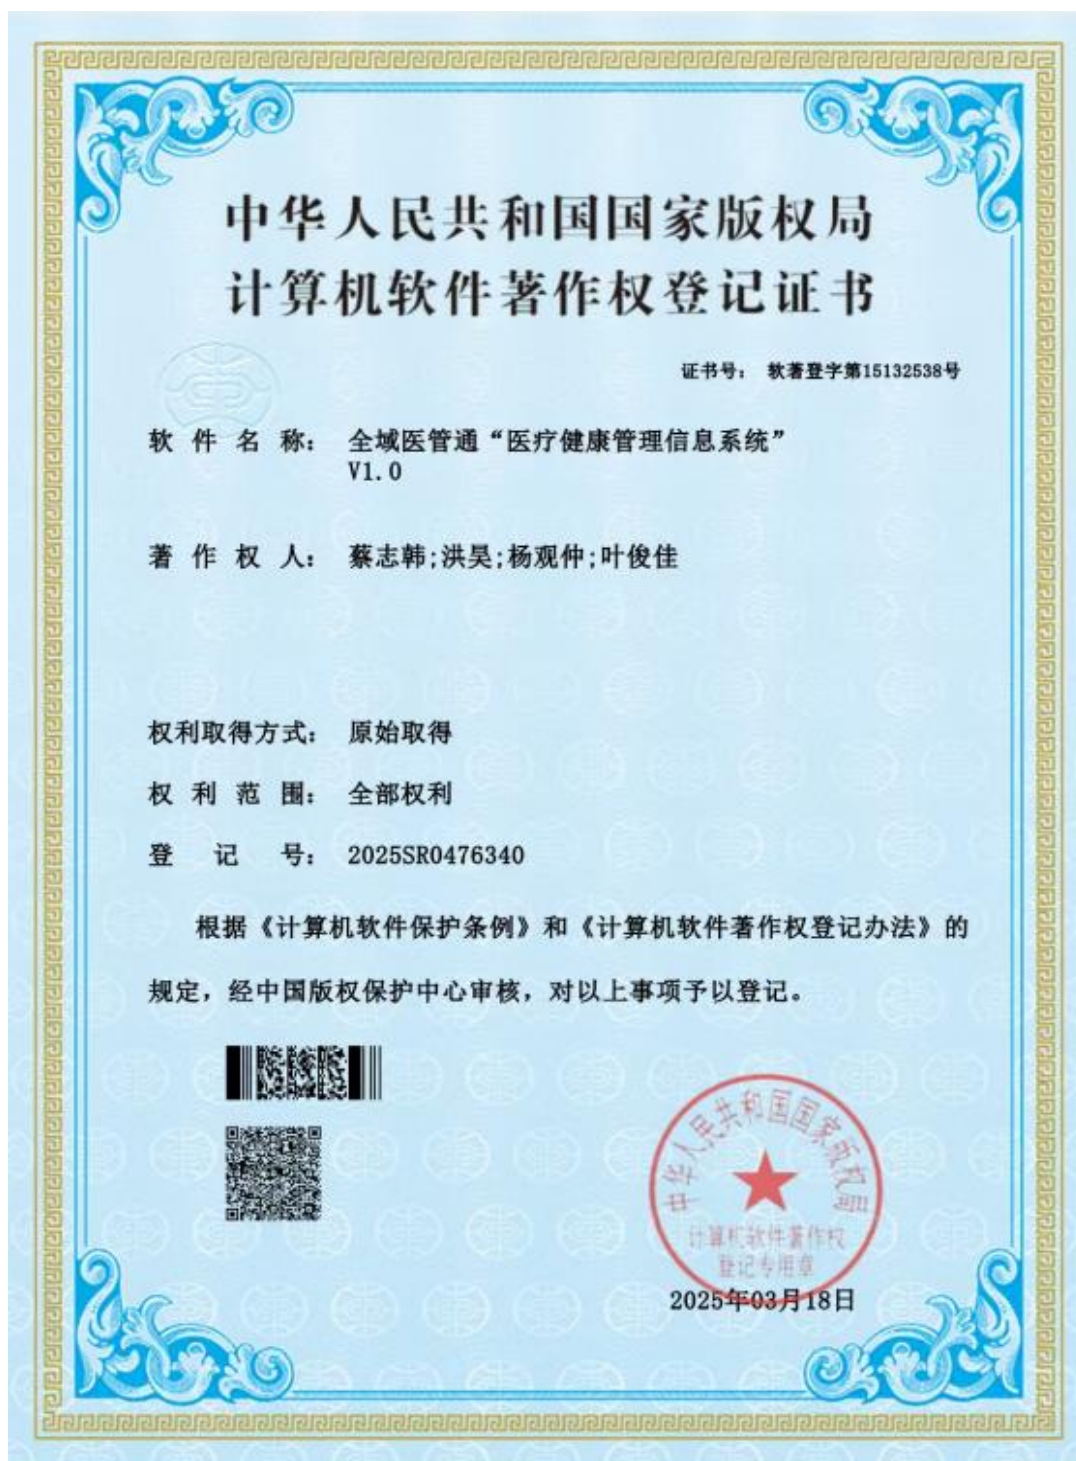 中华人民共和国国家版权局
计算机软件著作权登记证书
证书号： 软著登字第15132538号
软件名称： 全域医管通“医疗健康管理信息系统”
V1.0
著作权人： 蔡志韩;洪昊;杨观仲;叶俊佳
权利取得方式： 原始取得
权利范围： 全部权利
登记号： 2025SR0476340
根据《计算机软件保护条例》和《计算机软件著作权登记办法》的
规定，经中国版权保护中心审核，对以上事项予以登记。
中华人民共和国国家版权局
计算机软件著作权
登记专用章
2025年03月18日